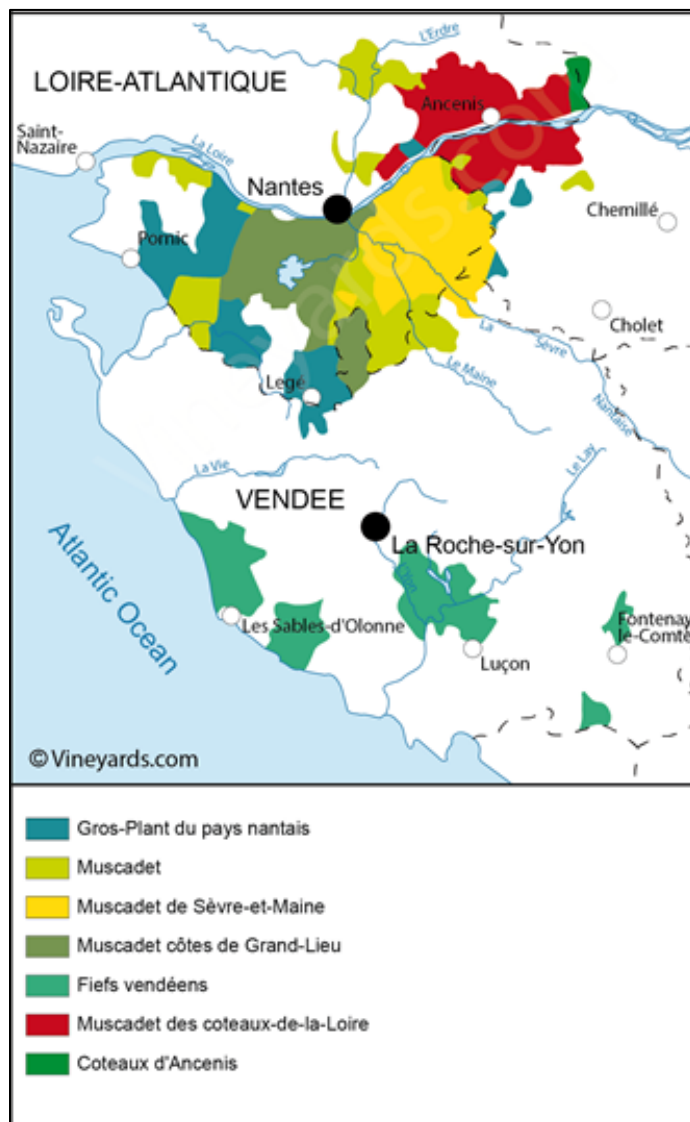 L'Erdre
LOIRE-ATLANTIQUE
Ancenis
Saint-
Nazaire
La Loire
Nantes
Chemillé
Pornic
Cholet
La
Sèvre
Nantaise
Le Maine
Legé
Le Lay
La Vie
VENDEE
La Roche-sur-Yon
L'Yon
Atlantic Ocean
Les Sables-d'Olonne
Fontenay
le-Comte
Luçon
© Vineyards.com
Gros-Plant du pays nantais
Muscadet
Muscadet de Sèvre-et-Maine
Muscadet côtes de Grand-Lieu
Fiefs vendéens
Muscadet des coteaux-de-la-Loire
Coteaux d'Ancenis